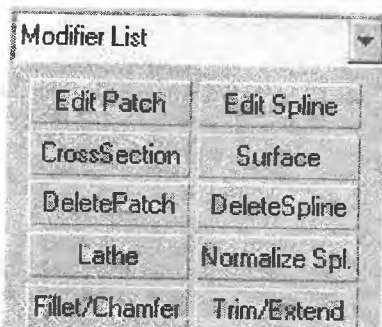 Modifier List
Edit Patch Edit Spline
CrossSection Surface
DeletePatch DeleteSpline
Lathe Normalize Spl.
Fillet/Chamfer Trim/Extend